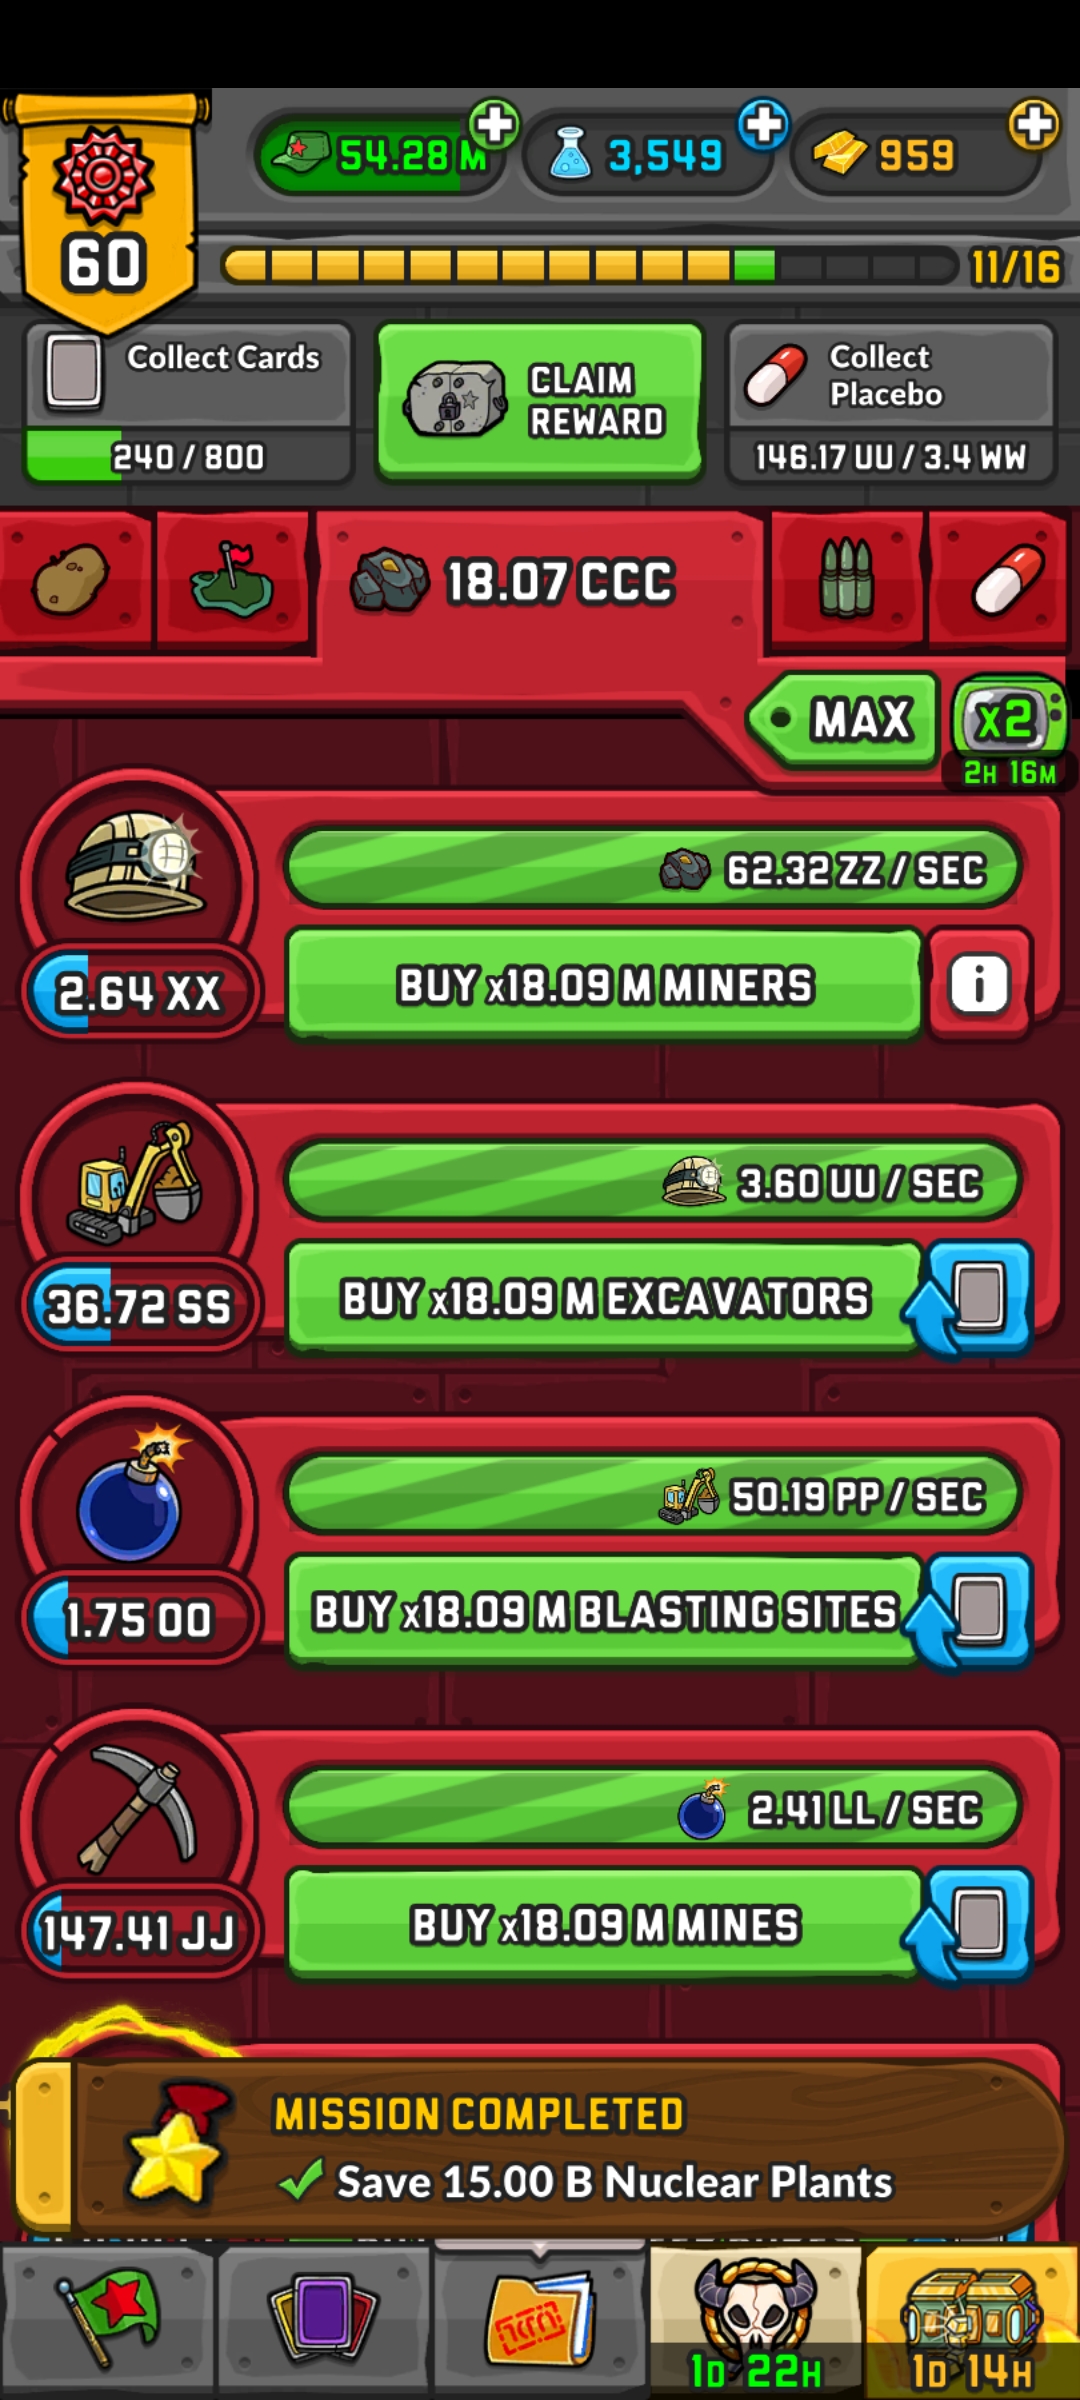 54.28 M
3,549
959
60
11/16
Collect Cards
240 / 800
CLAIM
REWARD
Collect
Placebo
146.17 UU / 3.4 WW
18.07 CCC
MAX
x2
2H 16M
62.32 ZZ / SEC
2.64 XX
BUY x18.09 M MINERS
i
3.60 UU / SEC
36.72 SS
BUY x18.09 M EXCAVATORS
50.19 PP / SEC
1.75 OO
BUY x18.09 M BLASTING SITES
2.41 LL / SEC
147.41 JJ
BUY x18.09 M MINES
MISSION COMPLETED
Save 15.00 B Nuclear Plants
1D 22H
1D 14H